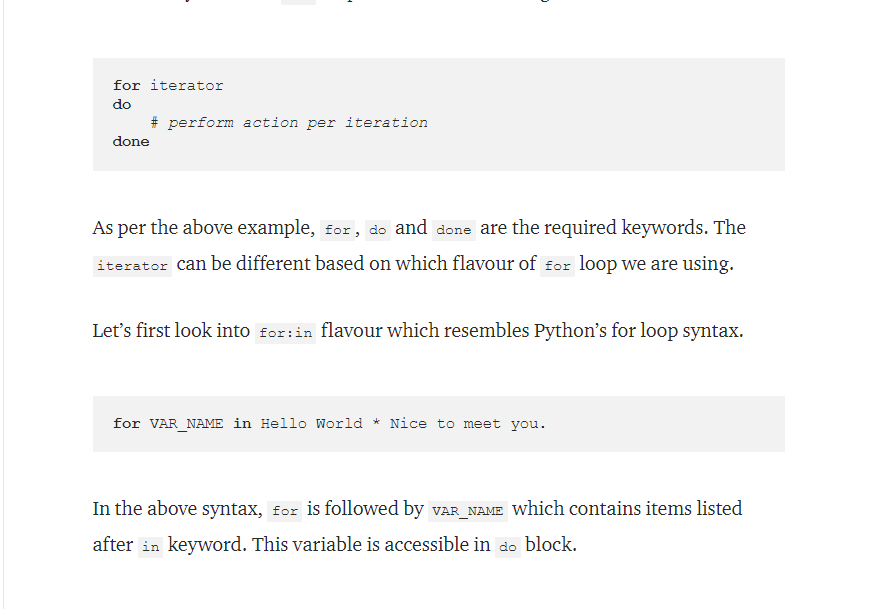 for iterator
do
    # perform action per iteration
done
As per the above example, for, do and done are the required keywords. The
iterator can be different based on which flavour of for loop we are using.
Let’s first look into for:in flavour which resembles Python’s for loop syntax.
for VAR_NAME in Hello World * Nice to meet you.
In the above syntax, for is followed by VAR_NAME which contains items listed
after in keyword. This variable is accessible in do block.